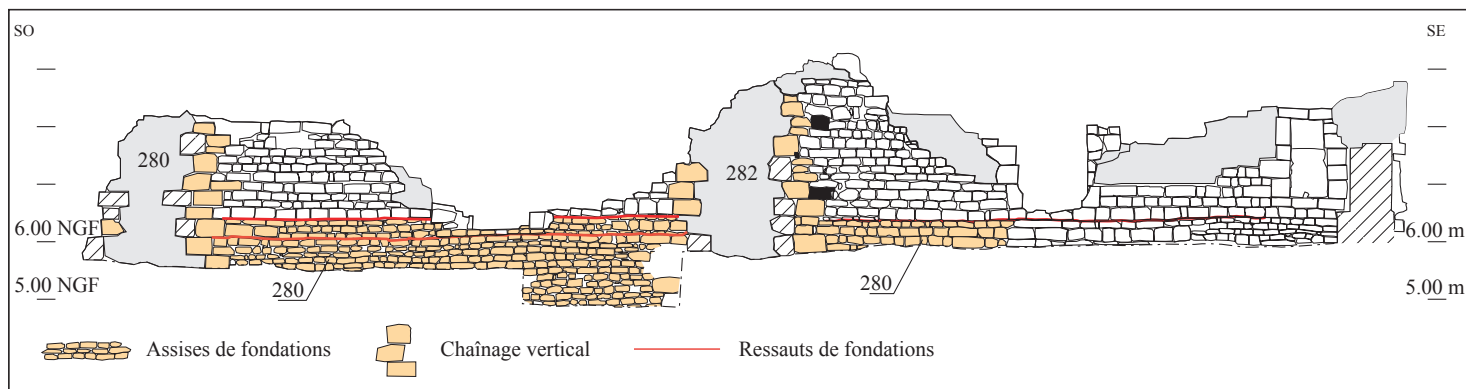 SO
SE
280
282
6.00 NGF
6.00 m
280
280
5.00 NGF
5.00 m
Assises de fondations
Chaînage vertical
Ressauts de fondations